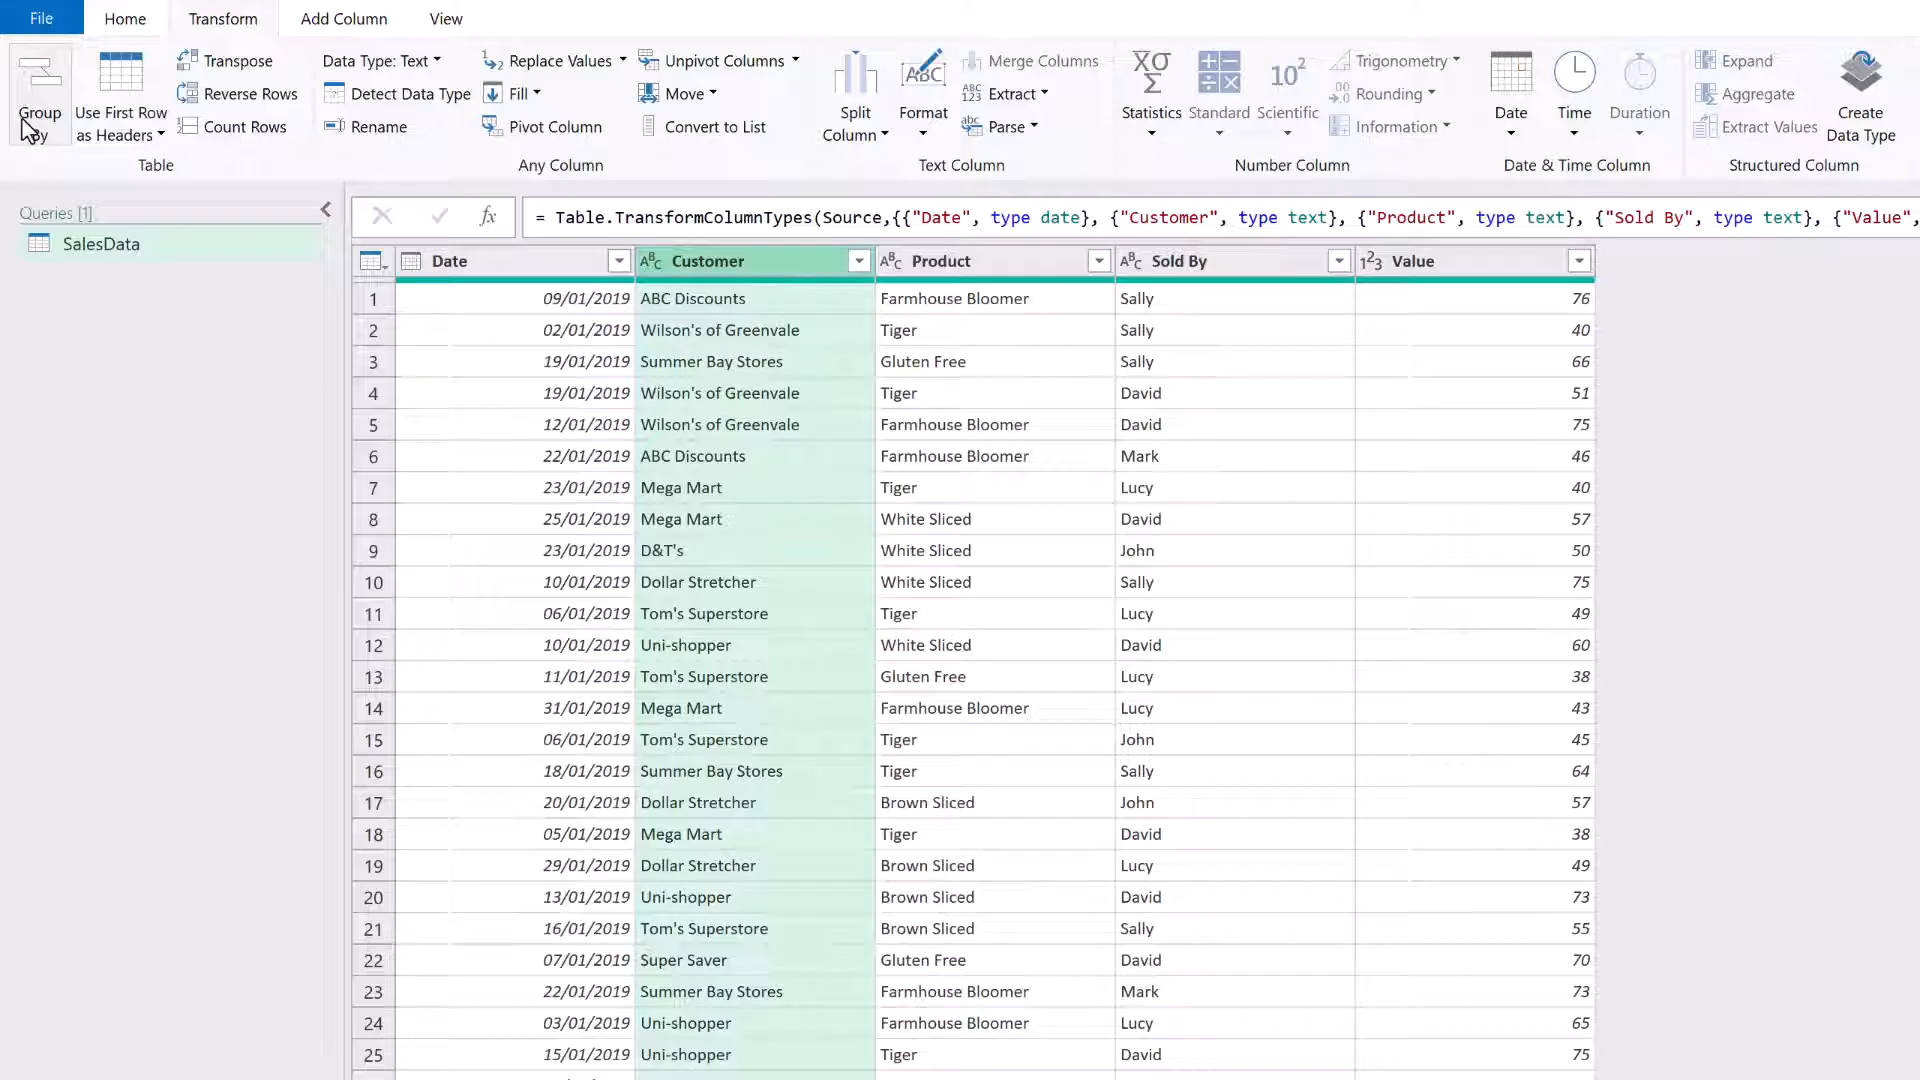 File Home Transform Add Column View
Group By
Use First Row as Headers
Transpose
Reverse Rows
Count Rows
Table
Data Type: Text
Detect Data Type
Rename
Replace Values
Fill
Pivot Column
Unpivot Columns
Move
Convert to List
Any Column
Split Column
Format
Merge Columns
Extract
Parse
Text Column
Statistics
Standard
Scientific
Trigonometry
Rounding
Information
Number Column
Date
Time
Duration
Date & Time Column
Expand
Aggregate
Extract Values
Structured Column
Create Data Type
Queries [1]
SalesData
fx = Table.TransformColumnTypes(Source,{{"Date", type date}, {"Customer", type text}, {"Product", type text}, {"Sold By", type text}, {"Value",
Date ABC Customer ABC Product ABC Sold By 123 Value
1 09/01/2019 ABC Discounts Farmhouse Bloomer Sally 76
2 02/01/2019 Wilson's of Greenvale Tiger Sally 40
3 19/01/2019 Summer Bay Stores Gluten Free Sally 66
4 19/01/2019 Wilson's of Greenvale Tiger David 51
5 12/01/2019 Wilson's of Greenvale Farmhouse Bloomer David 75
6 22/01/2019 ABC Discounts Farmhouse Bloomer Mark 46
7 23/01/2019 Mega Mart Tiger Lucy 40
8 25/01/2019 Mega Mart White Sliced David 57
9 23/01/2019 D&T's White Sliced John 50
10 10/01/2019 Dollar Stretcher White Sliced Sally 75
11 06/01/2019 Tom's Superstore Tiger Lucy 49
12 10/01/2019 Uni-shopper White Sliced David 60
13 11/01/2019 Tom's Superstore Gluten Free Lucy 38
14 31/01/2019 Mega Mart Farmhouse Bloomer Lucy 43
15 06/01/2019 Tom's Superstore Tiger John 45
16 18/01/2019 Summer Bay Stores Tiger Sally 64
17 20/01/2019 Dollar Stretcher Brown Sliced John 57
18 05/01/2019 Mega Mart Tiger David 38
19 29/01/2019 Dollar Stretcher Brown Sliced Lucy 49
20 13/01/2019 Uni-shopper Brown Sliced David 73
21 16/01/2019 Tom's Superstore Brown Sliced Sally 55
22 07/01/2019 Super Saver Gluten Free David 70
23 22/01/2019 Summer Bay Stores Farmhouse Bloomer Mark 73
24 03/01/2019 Uni-shopper Farmhouse Bloomer Lucy 65
25 15/01/2019 Uni-shopper Tiger David 75